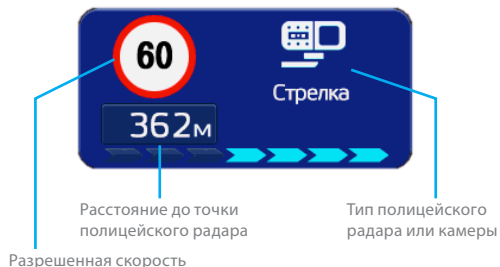 60
Стрелка
362м
Расстояние до точки
полицейского радара
Тип полицейского
радара или камеры
Разрешенная скорость